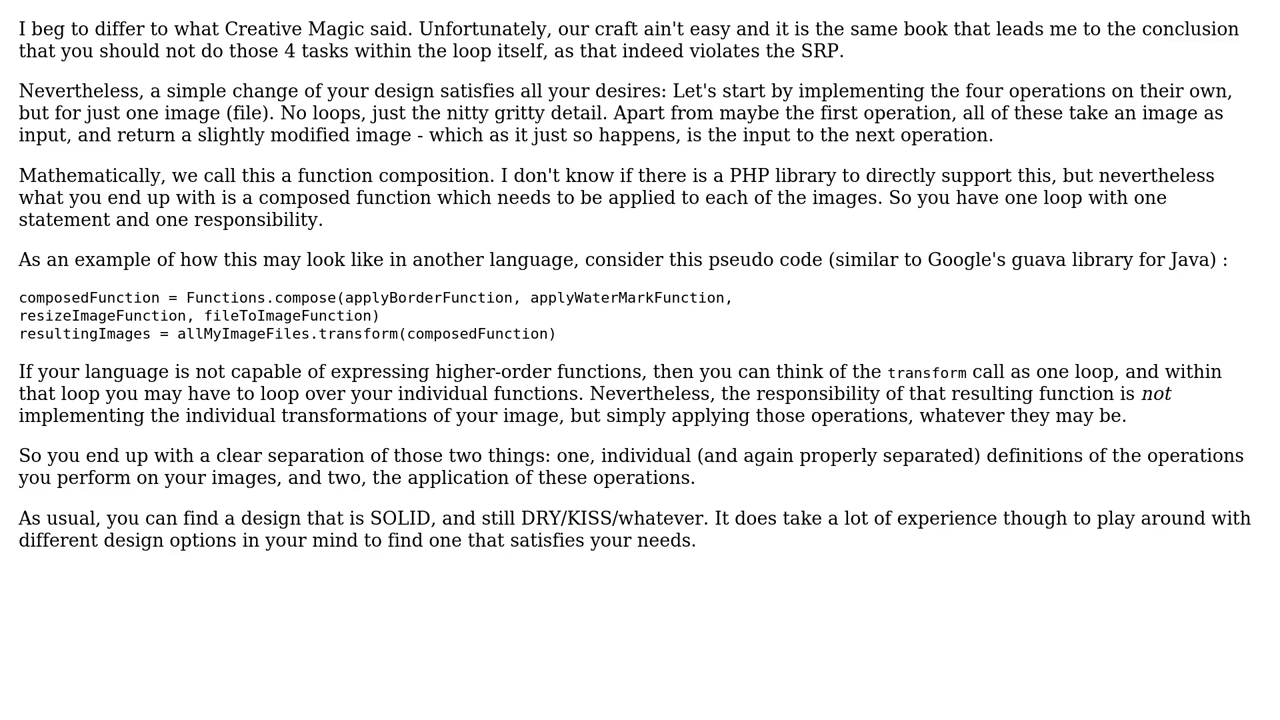 I beg to differ to what Creative Magic said. Unfortunately, our craft ain't easy and it is the same book that leads me to the conclusion
that you should not do those 4 tasks within the loop itself, as that indeed violates the SRP.
Nevertheless, a simple change of your design satisfies all your desires: Let's start by implementing the four operations on their own,
but for just one image (file). No loops, just the nitty gritty detail. Apart from maybe the first operation, all of these take an image as
input, and return a slightly modified image - which as it just so happens, is the input to the next operation.
Mathematically, we call this a function composition. I don't know if there is a PHP library to directly support this, but nevertheless
what you end up with is a composed function which needs to be applied to each of the images. So you have one loop with one
statement and one responsibility.
As an example of how this may look like in another language, consider this pseudo code (similar to Google's guava library for Java) :
composedFunction = Functions.compose(applyBorderFunction, applyWaterMarkFunction,
resizeImageFunction, fileToImageFunction)
resultingImages = allMyImageFiles.transform(composedFunction)
If your language is not capable of expressing higher-order functions, then you can think of the transform call as one loop, and within
that loop you may have to loop over your individual functions. Nevertheless, the responsibility of that resulting function is not
implementing the individual transformations of your image, but simply applying those operations, whatever they may be.
So you end up with a clear separation of those two things: one, individual (and again properly separated) definitions of the operations
you perform on your images, and two, the application of these operations.
As usual, you can find a design that is SOLID, and still DRY/KISS/whatever. It does take a lot of experience though to play around with
different design options in your mind to find one that satisfies your needs.